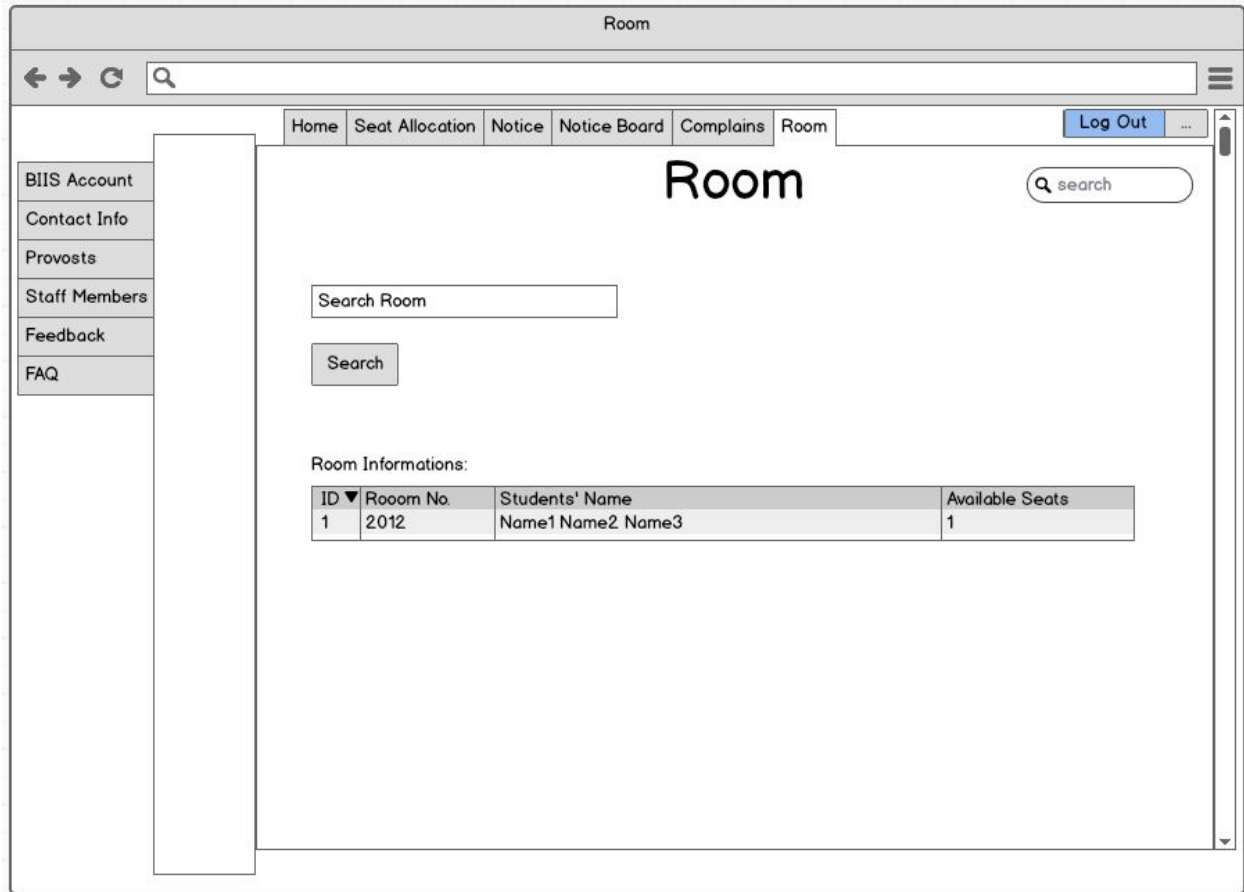 Room
Home Seat Allocation Notice Notice Board Complains Room
Log Out ...
Room
search
BIIS Account
Contact Info
Provosts
Staff Members
Feedback
FAQ
Search Room
Search
Room Informations:
ID Rooom No. Students' Name Available Seats
1 2012 Name1 Name2 Name3 1